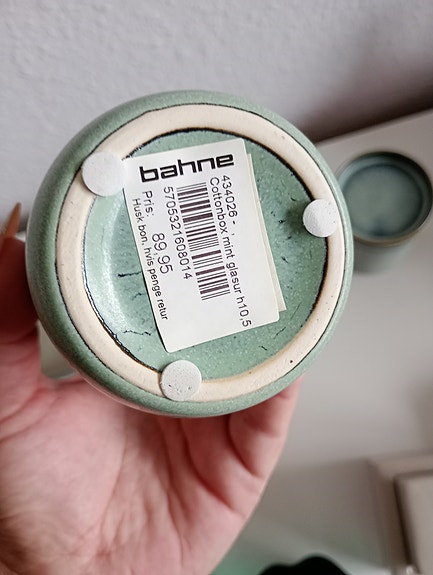 bahne
434026 -
Cottonbox mint glasur h10,5
5705321608014
Pris: 89,95
Husk bon, hvis penge retur